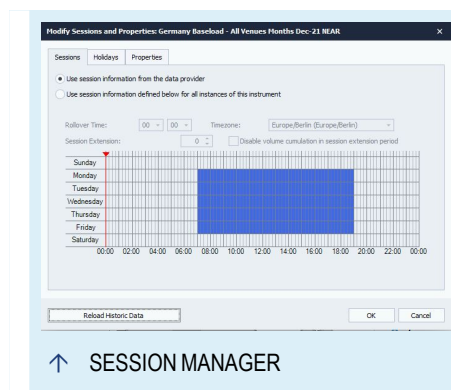 Modify Sessions and Properties: Germany Baseload - All Venues Months Dec-21 NEAR
Sessions Holidays Properties
Use session information from the data provider
Use session information defined below for all instances of this instrument
Rollover Time: 00 00 Timezone: Europe/Berlin (Europe/Berlin)
Session Extension: 0 Disable volume cumulation in session extension period
Sunday
Monday
Tuesday
Wednesday
Thursday
Friday
Saturday
00:00 02:00 04:00 06:00 08:00 10:00 12:00 14:00 16:00 18:00 20:00 22:00 00:00
Reload Historic Data OK Cancel
↑ SESSION MANAGER